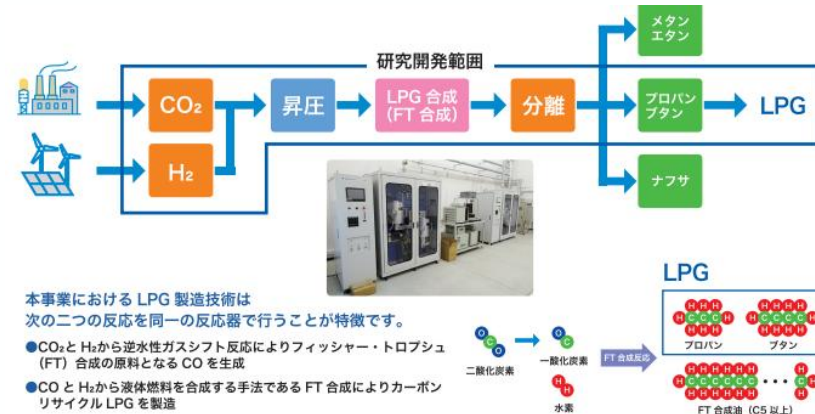 メタン
エタン
研究開発範囲
CO₂
昇圧
LPG 合成
(FT 合成)
分離
プロパン
ブタン
LPG
H₂
ナフサ
本事業における LPG 製造技術は
次の二つの反応を同一の反応器で行うことが特徴です。
●CO₂と H₂から逆水性ガスシフト反応によりフィッシャー・トロプシュ
(FT)合成の原料となる CO を生成
●CO と H₂から液体燃料を合成する手法である FT 合成によりカーボン
リサイクル LPG を製造
O
C
O
二酸化炭素
O
C
一酸化炭素
H
H
水素
FT 合成反応
LPG
H H H
H C C C H
H H H
プロパン
H H H H
H C C C C H
H H H H
ブタン
H H H H H H H
H C C C C C C ・・・ C H
H H H H H H H
FT 合成油(C5 以上)